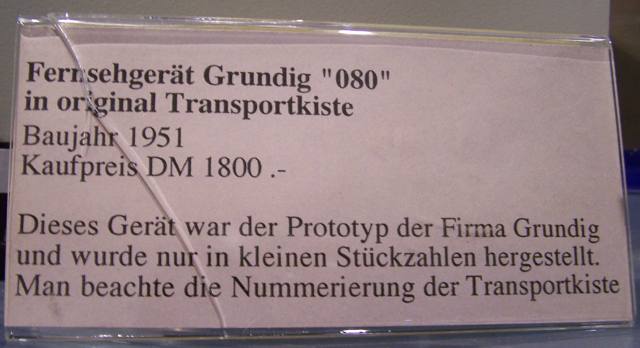 Fernsehgerät Grundig "080"
in original Transportkiste
Baujahr 1951
Kaufpreis DM 1800 .-
Dieses Gerät war der Prototyp der Firma Grundig
und wurde nur in kleinen Stückzahlen hergestellt.
Man beachte die Nummerierung der Transportkiste